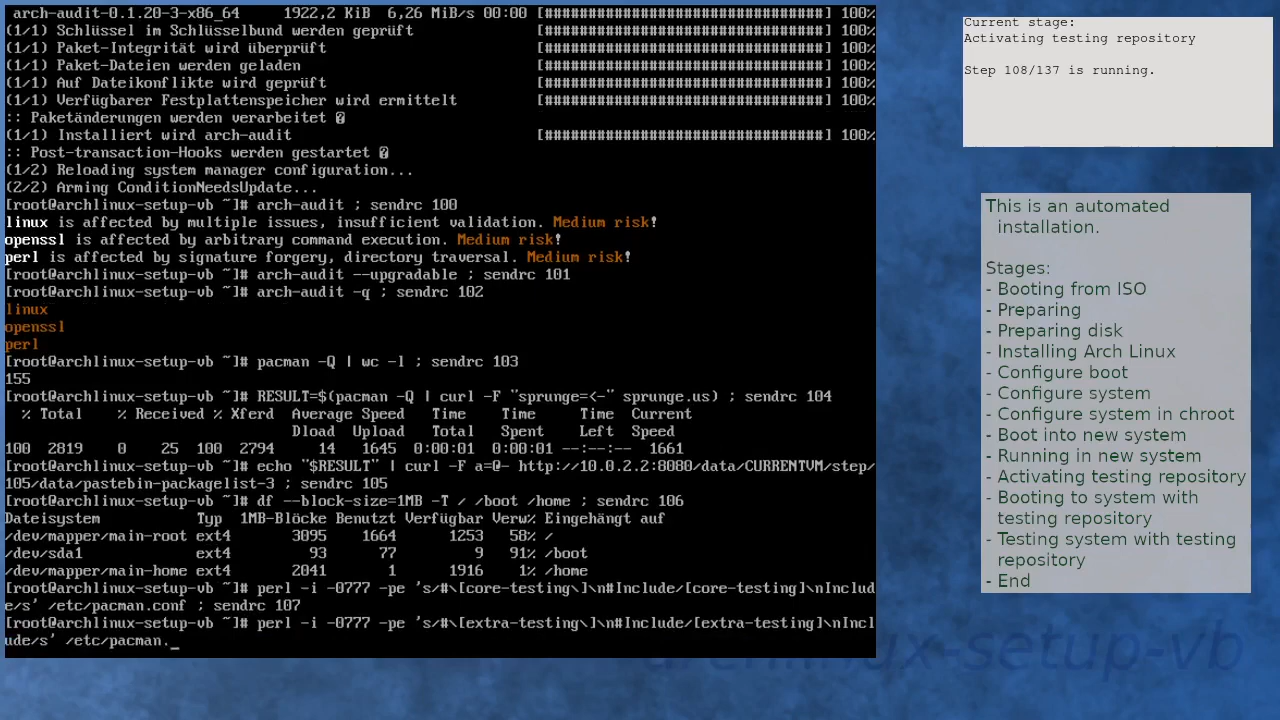 arch-audit-0.1.20-3-x86_64     1922,2 KiB  6,26 MiB/s 00:00 [################################] 100%
(1/1) Schlüssel im Schlüsselbund werden geprüft             [################################] 100%
(1/1) Paket-Integrität wird überprüft                       [################################] 100%
(1/1) Paket-Dateien werden geladen                          [################################] 100%
(1/1) Auf Dateikonflikte wird geprüft                       [################################] 100%
(1/1) Verfügbarer Festplattenspeicher wird ermittelt        [################################] 100%
:: Paketänderungen werden verarbeitet �
(1/1) Installiert wird arch-audit                           [################################] 100%
:: Post-transaction-Hooks werden gestartet �
(1/2) Reloading system manager configuration...
(2/2) Arming ConditionNeedsUpdate...
[root@archlinux-setup-vb ~]# arch-audit ; sendrc 100
linux is affected by multiple issues, insufficient validation. Medium risk!
openssl is affected by arbitrary command execution. Medium risk!
perl is affected by signature forgery, directory traversal. Medium risk!
[root@archlinux-setup-vb ~]# arch-audit --upgradable ; sendrc 101
[root@archlinux-setup-vb ~]# arch-audit -q ; sendrc 102
linux
openssl
perl
[root@archlinux-setup-vb ~]# pacman -Q | wc -l ; sendrc 103
155
[root@archlinux-setup-vb ~]# RESULT=$(pacman -Q | curl -F "sprunge=<-" sprunge.us) ; sendrc 104
  % Total    % Received % Xferd  Average Speed   Time    Time     Time  Current
                                 Dload  Upload   Total   Spent    Left  Speed
100  2819    0    25  100  2794     14   1645  0:00:01  0:00:01 --:--:--  1661
[root@archlinux-setup-vb ~]# echo "$RESULT" | curl -F a=@- http://10.0.2.2:8080/data/CURRENTVM/step/
105/data/pastebin-packagelist-3 ; sendrc 105
[root@archlinux-setup-vb ~]# df --block-size=1MB -T / /boot /home ; sendrc 106
Dateisystem           Typ  1MB-Blöcke Benutzt Verfügbar Verw% Eingehängt auf
/dev/mapper/main-root ext4       3095    1664      1253   58% /
/dev/sda1             ext4         93      77         9   91% /boot
/dev/mapper/main-home ext4       2041       1      1916    1% /home
[root@archlinux-setup-vb ~]# perl -i -0777 -pe 's/#\[core-testing\]\n#Include/[core-testing]\nInclud
e/s' /etc/pacman.conf ; sendrc 107
[root@archlinux-setup-vb ~]# perl -i -0777 -pe 's/#\[extra-testing\]\n#Include/[extra-testing]\nIncl
ude/s' /etc/pacman._
Current stage:
Activating testing repository
Step 108/137 is running.
This is an automated
installation.
Stages:
- Booting from ISO
- Preparing
- Preparing disk
- Installing Arch Linux
- Configure boot
- Configure system
- Configure system in chroot
- Boot into new system
- Running in new system
- Activating testing repository
- Booting to system with
testing repository
- Testing system with testing
repository
- End
archlinux-setup-vb